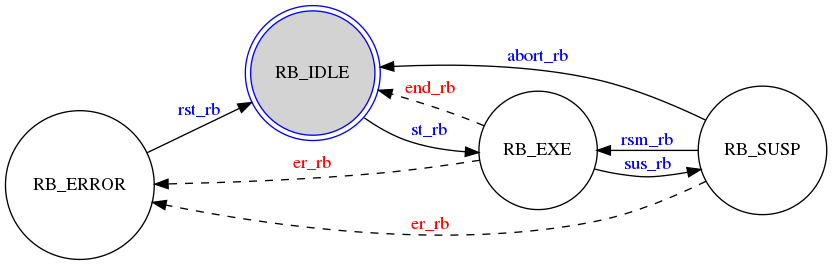 abort_rb
RB_IDLE
end_rb
rst_rb
st_rb
rsm_rb
RB_EXE
RB_SUSP
er_rb
sus_rb
RB_ERROR
er_rb